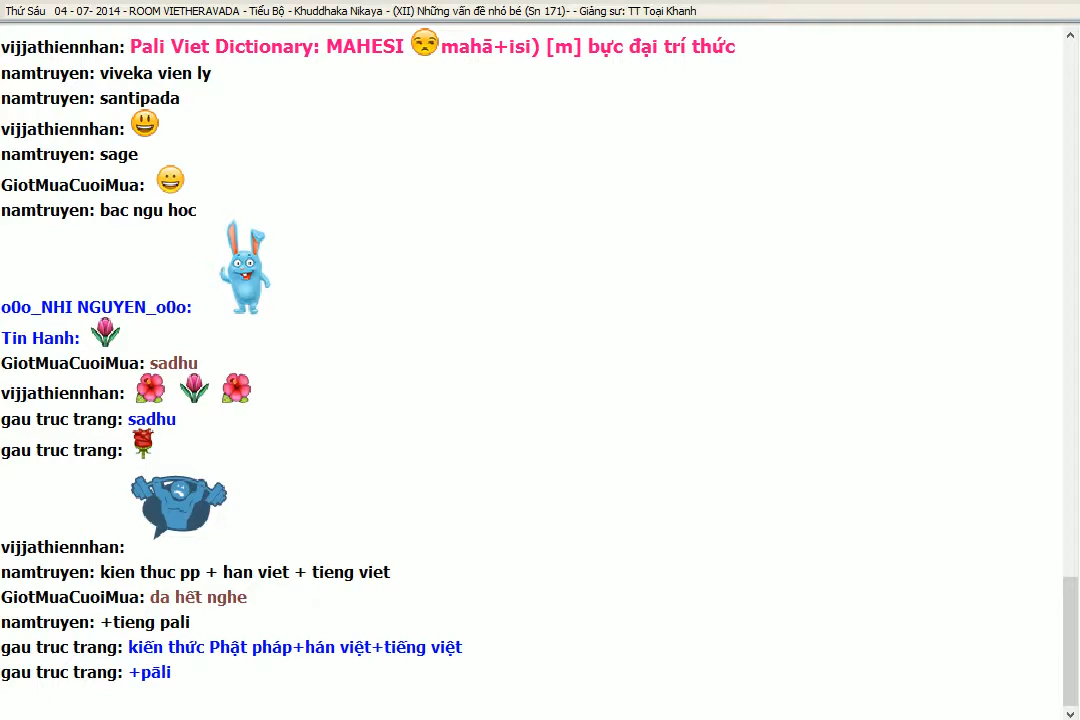 Thứ Sáu 04 - 07- 2014 - ROOM VIETHERAVADA - Tiểu Bộ - Khuddhaka Nikaya - (XII) Những vấn đề nhỏ bé (Sn 171)- - Giảng sư: TT Toại Khanh
vijjathiennhan: Pali Viet Dictionary: MAHESI mahā+isi) [m] bực đại trí thức
namtruyen: viveka vien ly
namtruyen: santipada
vijjathiennhan:
namtruyen: sage
GiotMuaCuoiMua:
namtruyen: bac ngu hoc
o0o_NHI NGUYEN_o0o:
Tin Hanh:
GiotMuaCuoiMua: sadhu
vijjathiennhan:
gau truc trang: sadhu
gau truc trang:
vijjathiennhan:
namtruyen: kien thuc pp + han viet + tieng viet
GiotMuaCuoiMua: da hết nghe
namtruyen: +tieng pali
gau truc trang: kiến thức Phật pháp+hán việt+tiếng việt
gau truc trang: +pāli